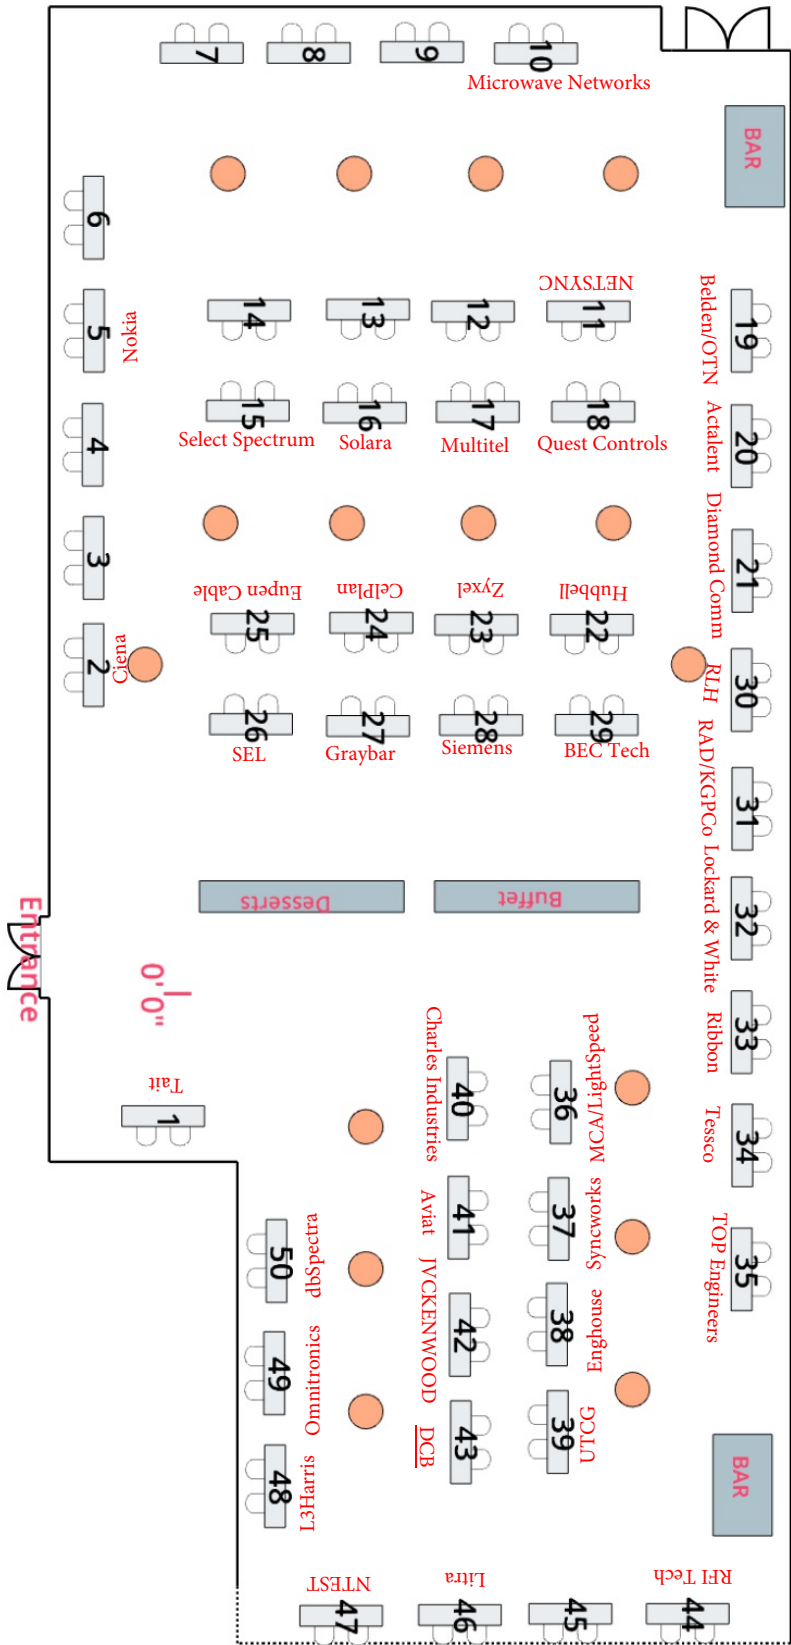 7
8
9
10
Microwave Networks
BAR
6
5
Nokia
4
3
2
Ciena
14
13
12
NETSYNC
11
15
Select Spectrum
16
Solara
17
Multitel
18
Quest Controls
19
Belden/OTN
20
Actalent
21
Diamond Comm
30
RLH
31
RAD/KGPCo
32
Lockard & White
33
Ribbon
34
Tessco
35
TOP Engineers
Eupen Cable
25
CelPlan
24
Zyxel
23
Hubbell
22
26
SEL
27
Graybar
28
Siemens
29
BEC Tech
Desserts
Buffet
Entrance
0' 0"
Tait
1
40
Charles Industries
36
MCA/LightSpeed
41
Aviat
37
Syncworks
42
JVCKENWOOD
38
Enghouse
43
DCB
39
UTCG
50
dbSpectra
49
Omnitronics
48
L3Harris
BAR
NTEST
47
Litra
46
45
RFI Tech
44